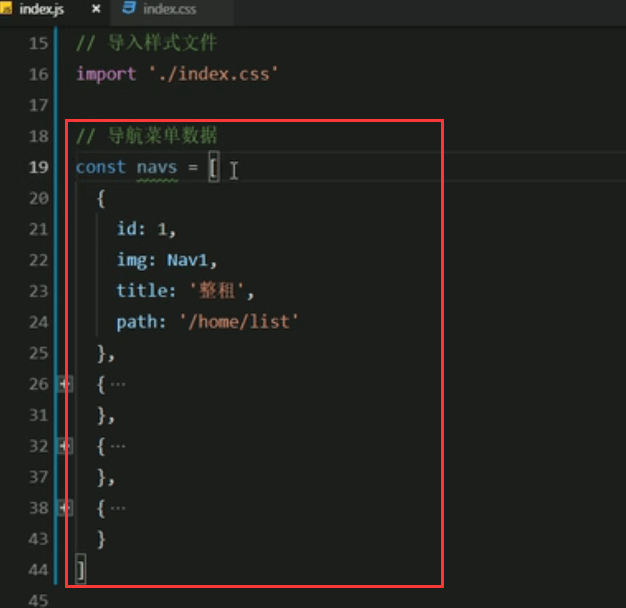 index.js × index.css
15 // 导入样式文件
16 import './index.css'
17
18 // 导航菜单数据
19 const navs = [
20 {
21 id: 1,
22 img: Nav1,
23 title: '整租',
24 path: '/home/list'
25 },
26 { ···
31 },
32 { ···
37 },
38 { ···
43 }
44 ]
45